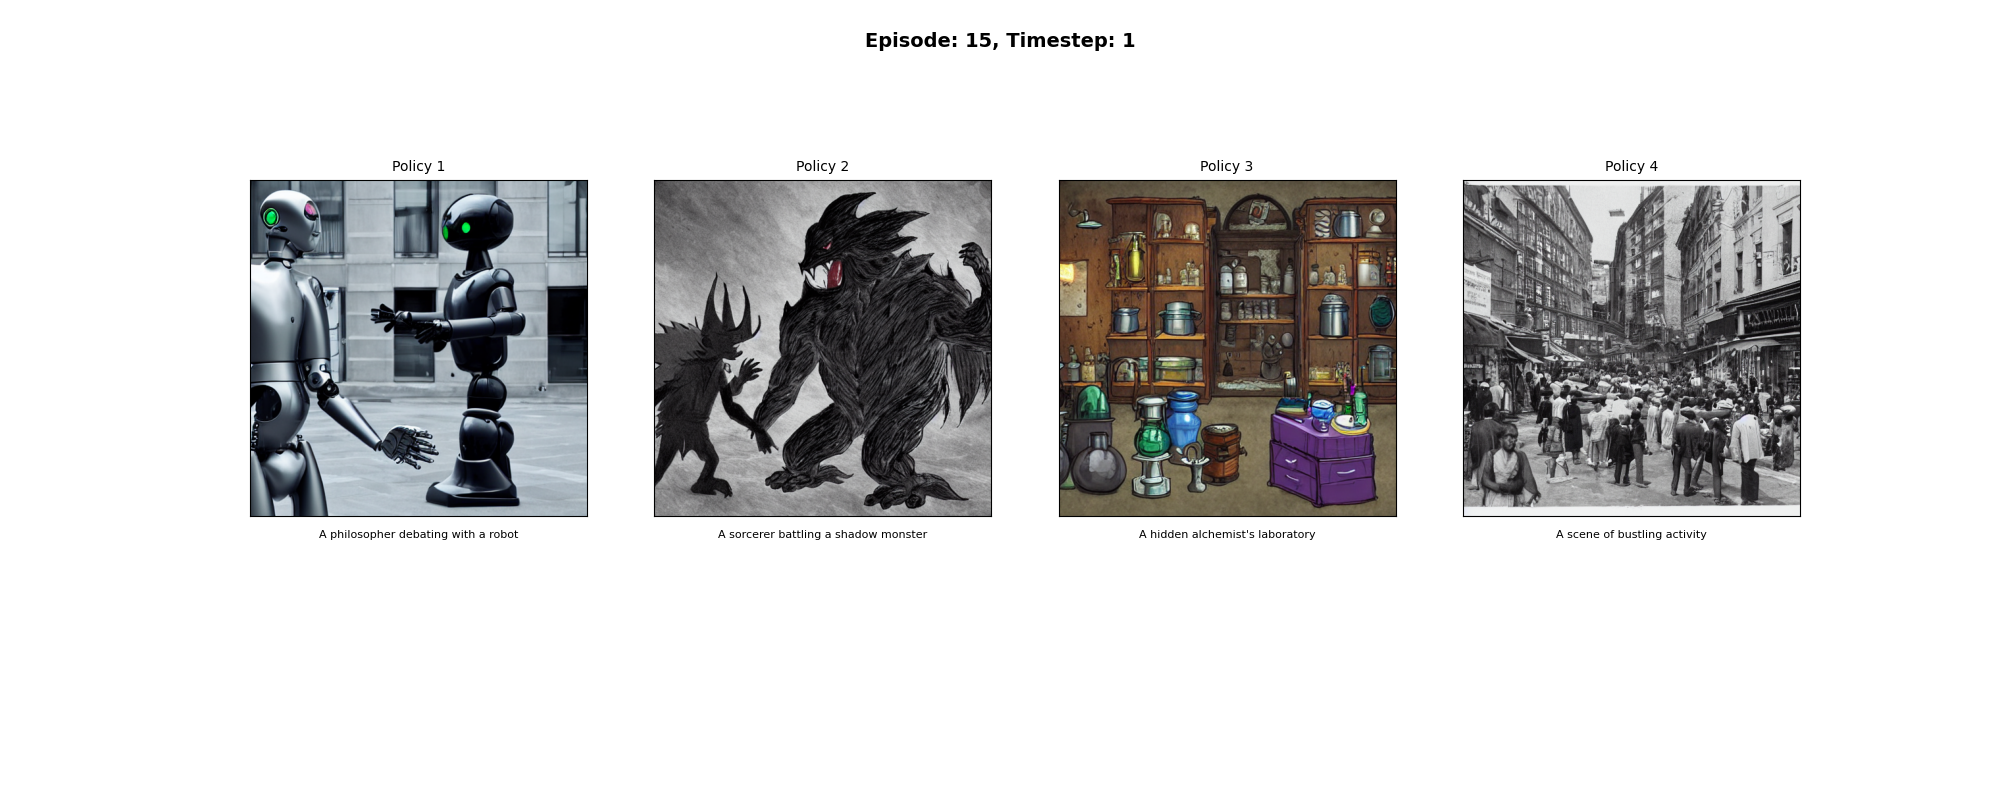 Episode: 15, Timestep: 1
Policy 1
Policy 2
Policy 3
Policy 4
A philosopher debating with a robot
A sorcerer battling a shadow monster
A hidden alchemist's laboratory
A scene of bustling activity